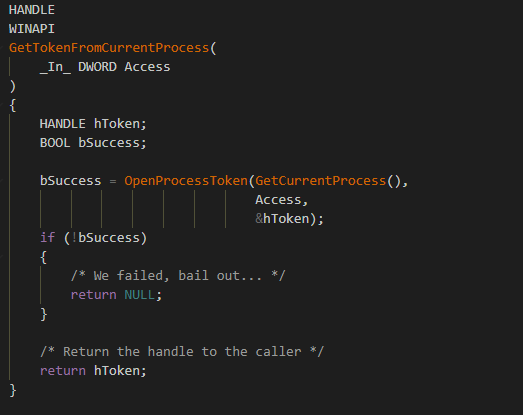 HANDLE
WINAPI
GetTokenFromCurrentProcess(
    _In_ DWORD Access
)
{
    HANDLE hToken;
    BOOL bSuccess;

    bSuccess = OpenProcessToken(GetCurrentProcess(),
                                Access,
                                &hToken);
    if (!bSuccess)
    {
        /* We failed, bail out... */
        return NULL;
    }

    /* Return the handle to the caller */
    return hToken;
}